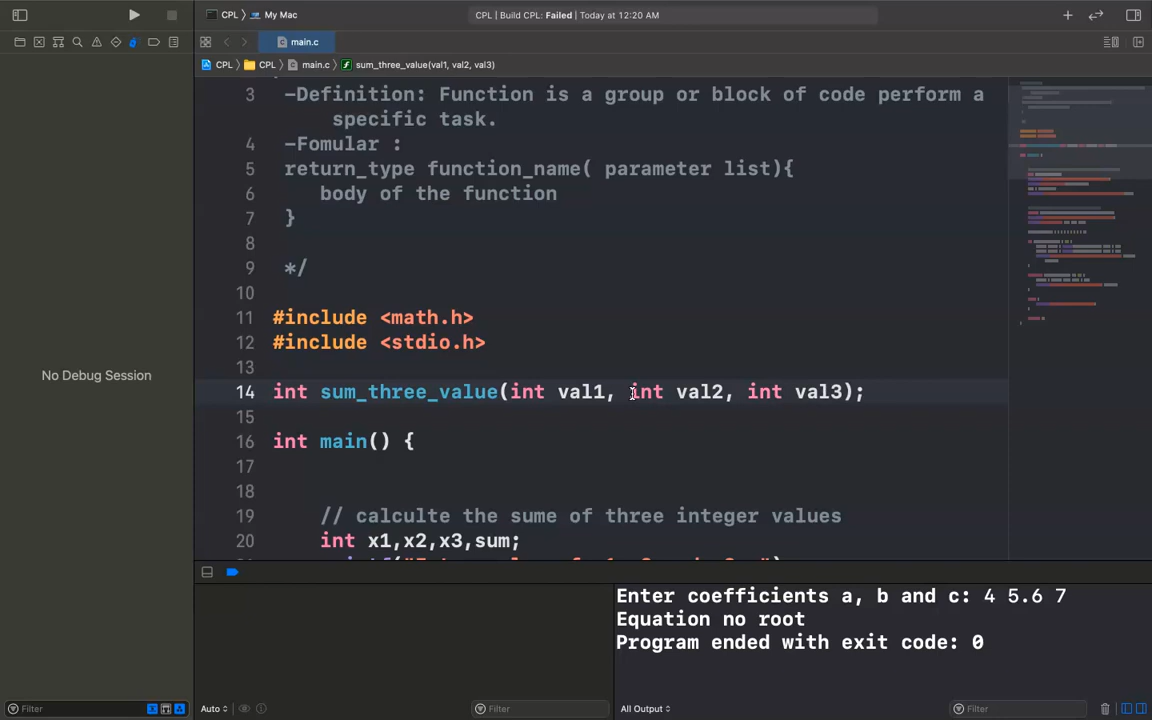 CPL 〉 My Mac
CPL | Build CPL: Failed | Today at 12:20 AM
main.c
CPL 〉 CPL 〉 main.c 〉 sum_three_value(val1, val2, val3)
3 -Definition: Function is a group or block of code perform a
specific task.
4 -Fomular :
5 return_type function_name( parameter list){
6 body of the function
7 }
8
9 */
10
11 #include <math.h>
12 #include <stdio.h>
13
14 int sum_three_value(int val1, int val2, int val3);
15
16 int main() {
17
18
19 // calculte the sume of three integer values
20 int x1,x2,x3,sum;
No Debug Session
Enter coefficients a, b and c: 4 5.6 7
Equation no root
Program ended with exit code: 0
Filter
Auto
Filter
All Output
Filter